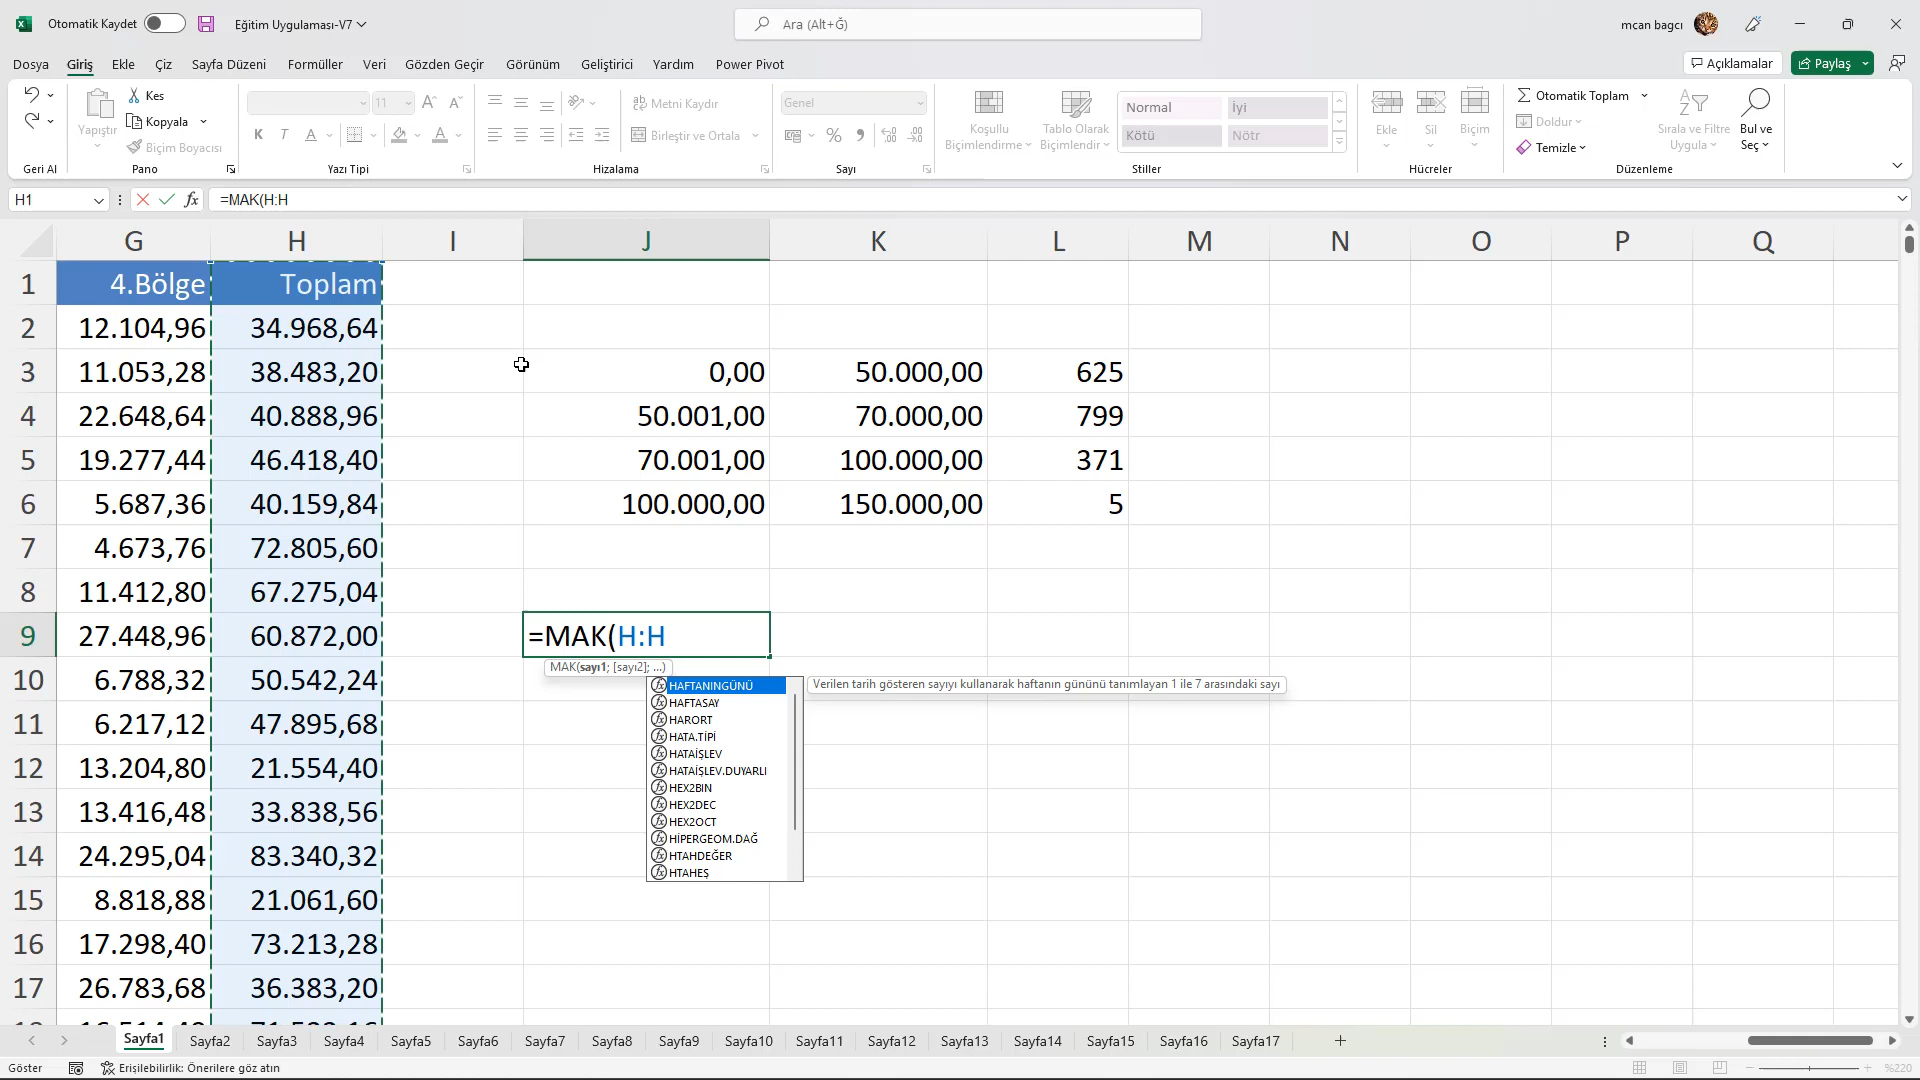 Otomatik Kaydet
Eğitim Uygulaması-V7
Ara (Alt+Ğ)
mcan bagcı
Dosya Giriş Ekle Çiz Sayfa Düzeni Formüller Veri Gözden Geçir Görünüm Geliştirici Yardım Power Pivot
Açıklamalar
Paylaş
Geri Al
Yapıştır
Kes
Kopyala
Biçim Boyacısı
Pano
11
K T A
Yazı Tipi
Metni Kaydır
Birleştir ve Ortala
Hizalama
Genel
Sayı
Koşullu Biçimlendirme
Tablo Olarak Biçimlendir
Normal İyi
Kötü Nötr
Stiller
Ekle Sil Biçim
Hücreler
Otomatik Toplam
Doldur
Temizle
Sırala ve Filtre Uygula
Bul ve Seç
Düzenleme
H1
fx
=MAK(H:H
G H I J K L M N O P Q
1 4.Bölge Toplam
2 12.104,96 34.968,64
3 11.053,28 38.483,20 0,00 50.000,00 625
4 22.648,64 40.888,96 50.001,00 70.000,00 799
5 19.277,44 46.418,40 70.001,00 100.000,00 371
6 5.687,36 40.159,84 100.000,00 150.000,00 5
7 4.673,76 72.805,60
8 11.412,80 67.275,04
9 27.448,96 60.872,00 =MAK(H:H
MAK(sayı1; [sayı2]; ...)
10 6.788,32 50.542,24
11 6.217,12 47.895,68
12 13.204,80 21.554,40
13 13.416,48 33.838,56
14 24.295,04 83.340,32
15 8.818,88 21.061,60
16 17.298,40 73.213,28
17 26.783,68 36.383,20
HAFTANINGÜNÜ
Verilen tarih gösteren sayıyı kullanarak haftanın gününü tanımlayan 1 ile 7 arasındaki sayı
HAFTASAY
HARORT
HATA.TİPİ
HATAİŞLEV
HATAİŞLEV.DUYARLI
HEX2BIN
HEX2DEC
HEX2OCT
HİPERGEOM.DAĞ
HTAHDEĞER
HTAHEŞ
Sayfa1 Sayfa2 Sayfa3 Sayfa4 Sayfa5 Sayfa6 Sayfa7 Sayfa8 Sayfa9 Sayfa10 Sayfa11 Sayfa12 Sayfa13 Sayfa14 Sayfa15 Sayfa16 Sayfa17
Göster
Erişilebilirlik: Önerilere göz atın
%220